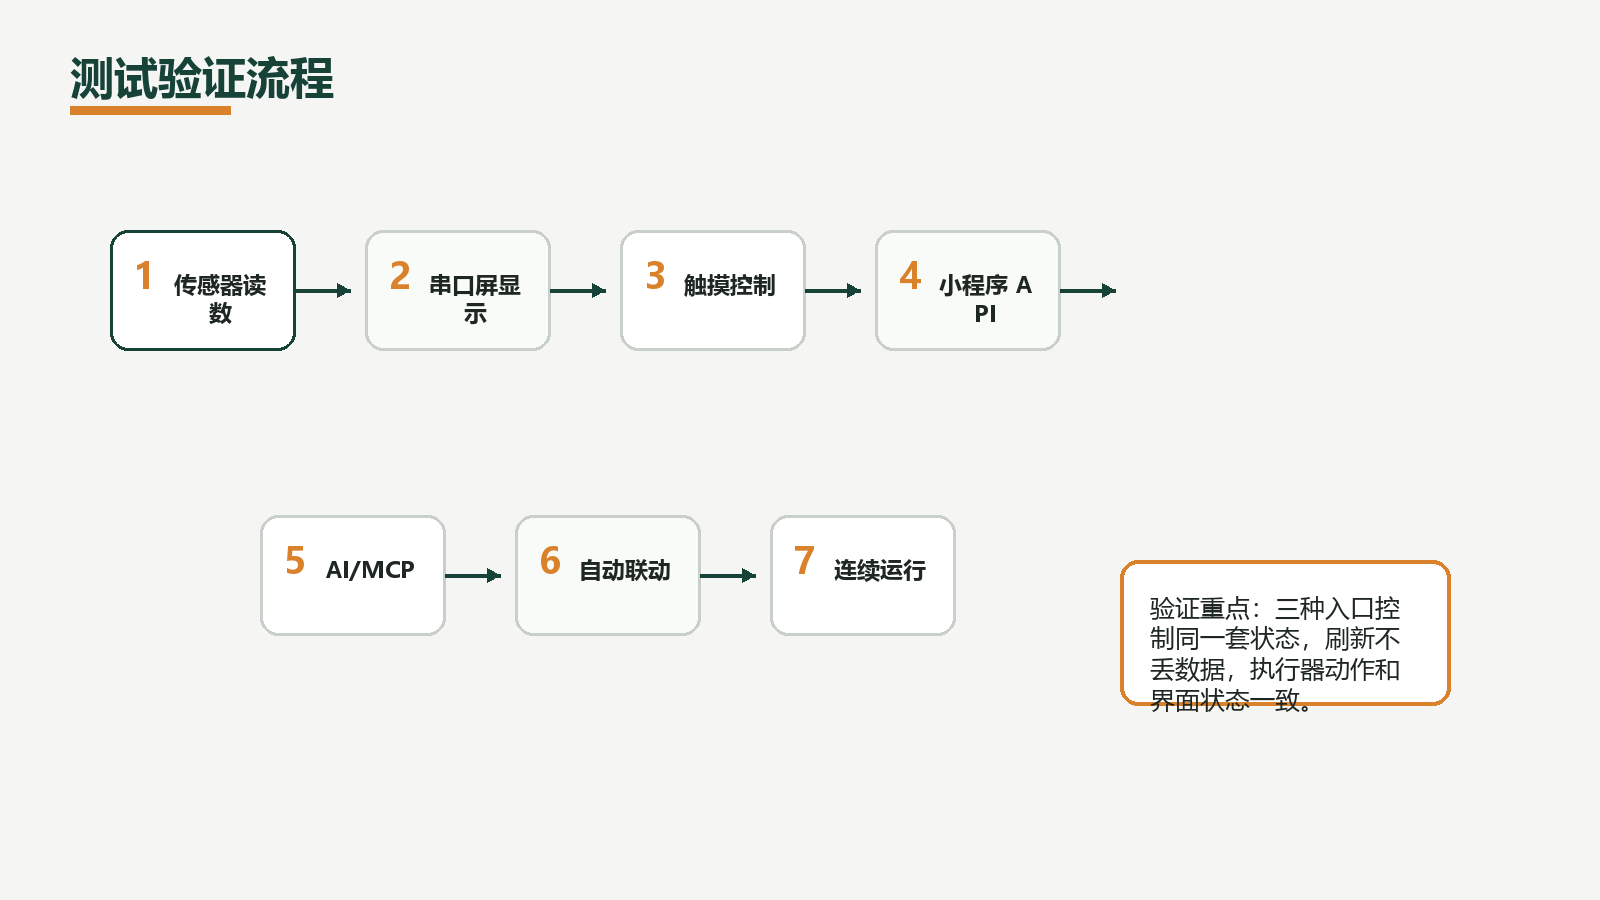 测试验证流程
1 传感器读
数
2 串口屏显
示
3 触摸控制
4 小程序 A
PI
5 AI/MCP
6 自动联动
7 连续运行
验证重点：三种入口控
制同一套状态，刷新不
丢数据，执行器动作和
界面状态一致。